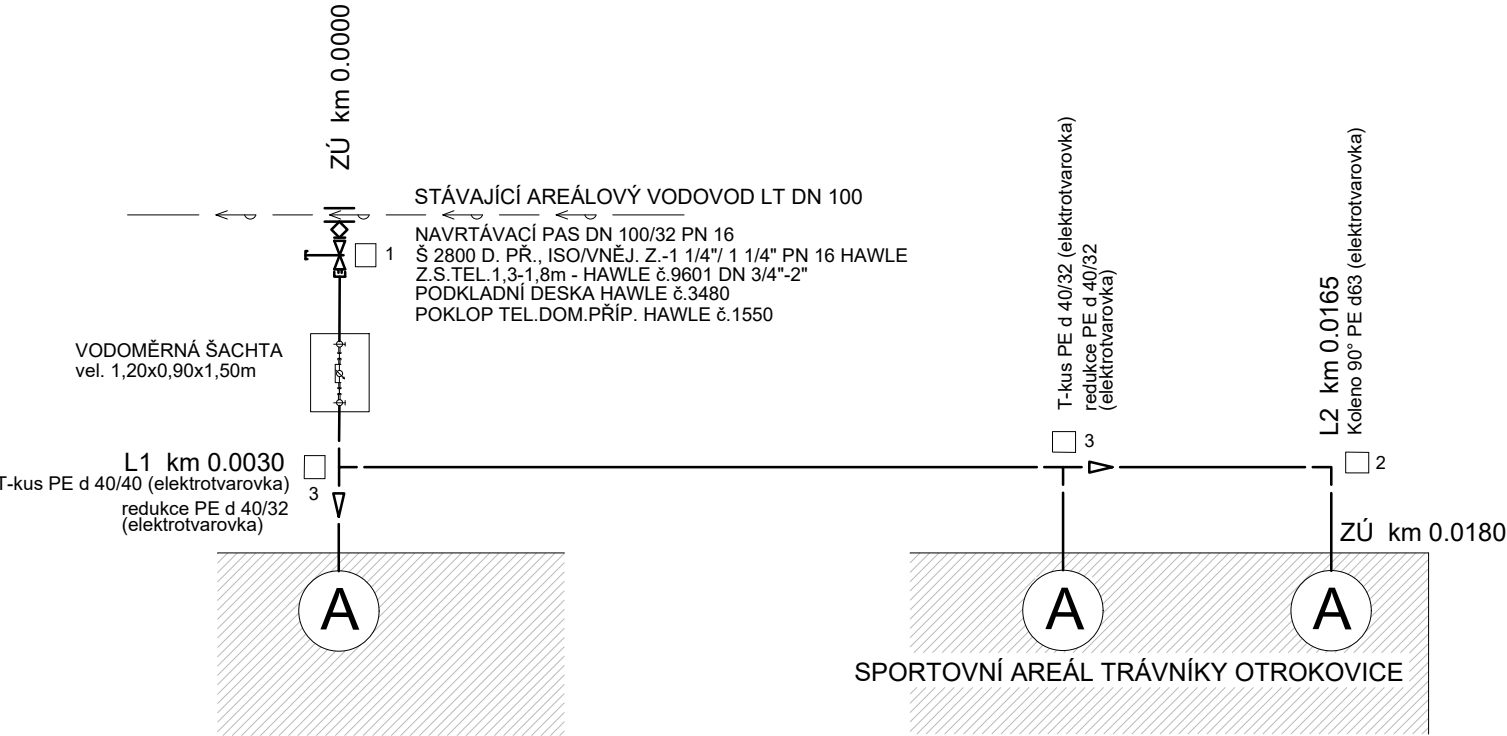 ZÚ km 0.0000
STÁVAJÍCÍ AREÁLOVÝ VODOVOD LT DN 100
1
NAVRTÁVACÍ PAS DN 100/32 PN 16
Š 2800 D. PŘ., ISO/VNĚJ. Z.-1 1/4"/ 1 1/4" PN 16 HAWLE
Z.S.TEL.1,3-1,8m - HAWLE č.9601 DN 3/4"-2"
PODKLADNÍ DESKA HAWLE č.3480
POKLOP TEL.DOM.PŘÍP. HAWLE č.1550
VODOMĚRNÁ ŠACHTA
vel. 1,20x0,90x1,50m
T-kus PE d 40/32 (elektrotvarovka)
redukce PE d 40/32
(elektrotvarovka)
3
L2 km 0.0165
Koleno 90° PE d63 (elektrotvarovka)
2
L1 km 0.0030
T-kus PE d 40/40 (elektrotvarovka)
3
redukce PE d 40/32
(elektrotvarovka)
ZÚ km 0.0180
A
A
A
SPORTOVNÍ AREÁL TRÁVNÍKY OTROKOVICE